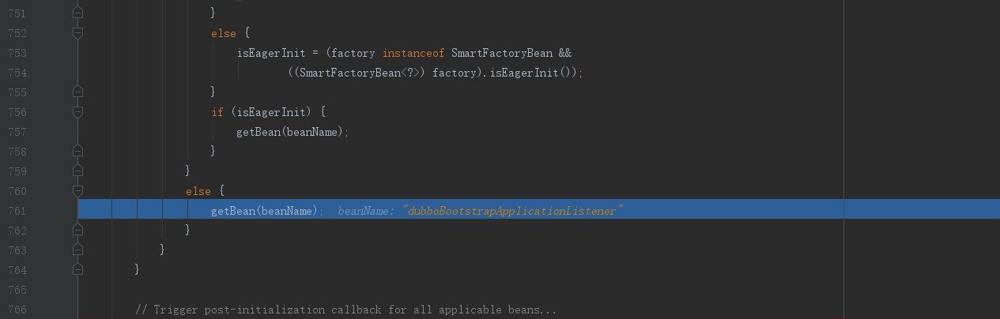 751 }
752 else {
753 isEagerInit = (factory instanceof SmartFactoryBean &&
754 ((SmartFactoryBean<?>) factory).isEagerInit());
755 }
756 if (isEagerInit) {
757 getBean(beanName);
758 }
759 }
760 else {
761 getBean(beanName); beanName: "dubboBootstrapApplicationListener"
762 }
763 }
764 }
765
766 // Trigger post-initialization callback for all applicable beans...